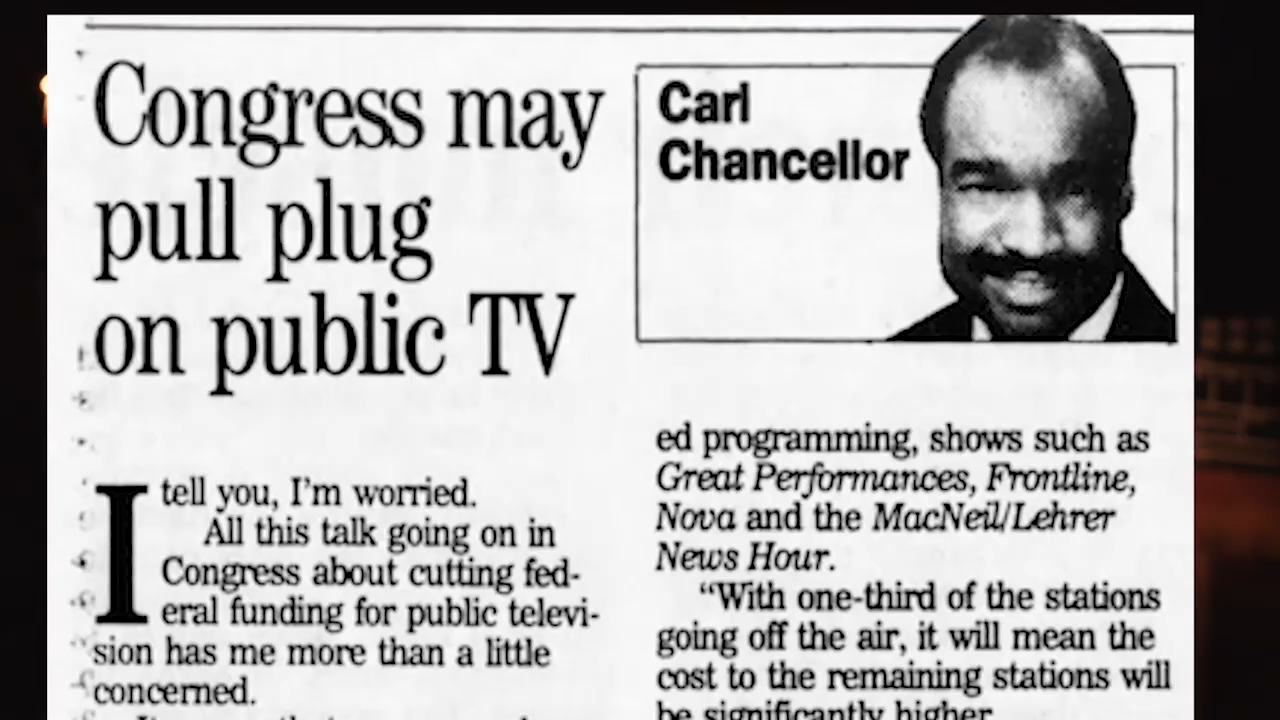 Congress may
pull plug
on public TV
Carl
Chancellor
I tell you, I'm worried.
All this talk going on in
Congress about cutting fed-
eral funding for public televi-
sion has me more than a little
concerned.
ed programming, shows such as
Great Performances, Frontline,
Nova and the MacNeil/Lehrer
News Hour.
“With one-third of the stations
going off the air, it will mean the
cost to the remaining stations will
be significantly higher.